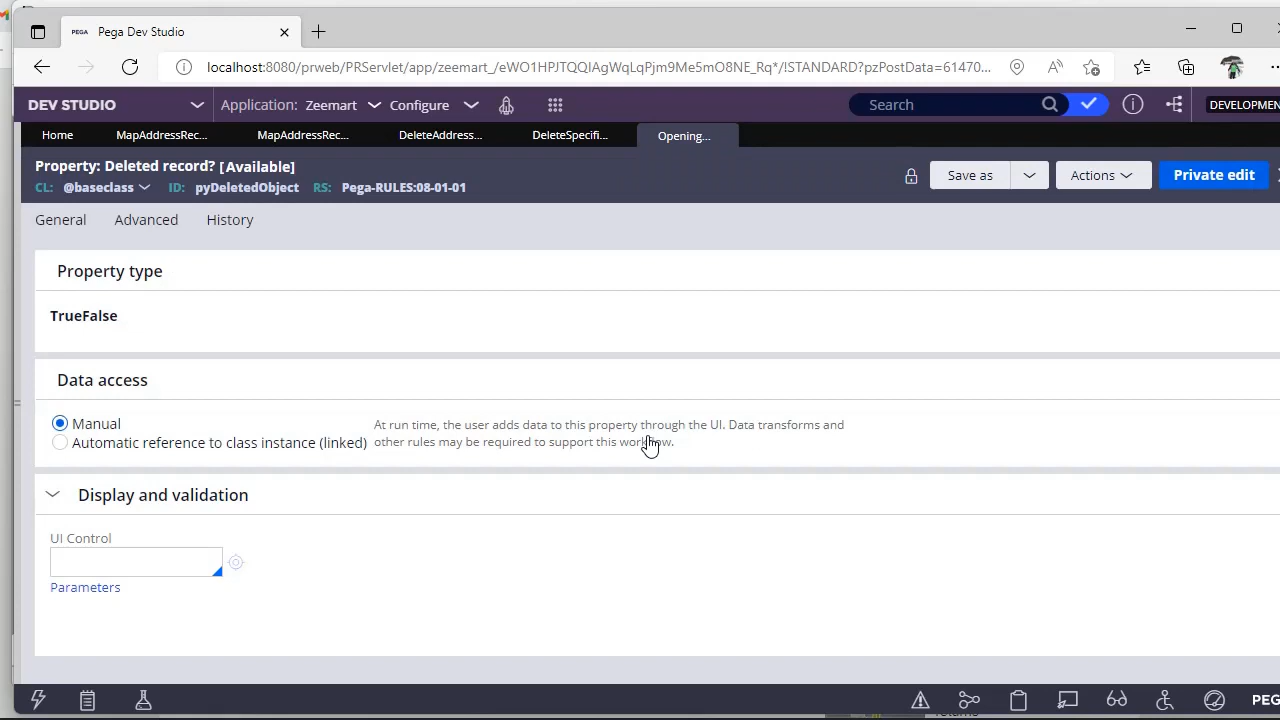 PEGA Pega Dev Studio
localhost:8080/prweb/PRServlet/app/zeemart_/eWO1HPJTQQIAgWqLqPjm9Me5mO8NE_Rq*/!STANDARD?pzPostData=61470...
DEV STUDIO Application: Zeemart Configure Search DEVELOPMEN
Home MapAddressRec... MapAddressRec... DeleteAddress... DeleteSpecifi... Opening...
Property: Deleted record? [Available]
CL: @baseclass ID: pyDeletedObject RS: Pega-RULES:08-01-01
Save as Actions Private edit
General Advanced History
Property type
TrueFalse
Data access
Manual
Automatic reference to class instance (linked)
At run time, the user adds data to this property through the UI. Data transforms and
other rules may be required to support this workflow.
Display and validation
UI Control
Parameters
PEG